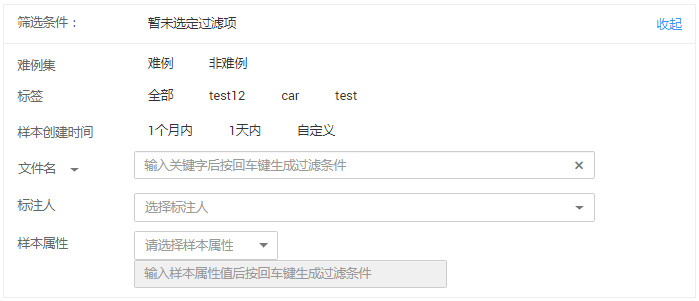 筛选条件： 暂未选定过滤项 收起
难例集 难例 非难例
标签 全部 test12 car test
样本创建时间 1个月内 1天内 自定义
文件名 输入关键字后按回车键生成过滤条件
标注人 选择标注人
样本属性 请选择样本属性
输入样本属性值后按回车键生成过滤条件